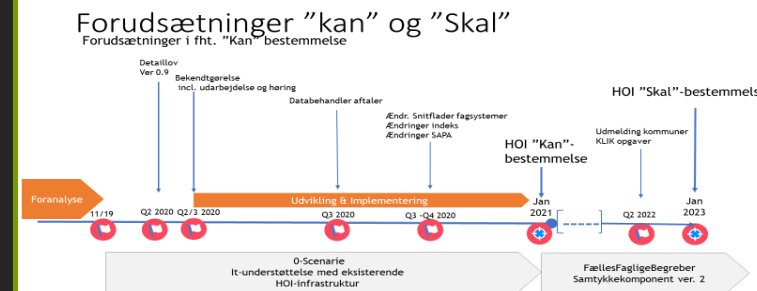 Forudsætninger ”kan” og ”Skal”
Forudsætninger i fht. ”Kan” bestemmelse
Detaillov
Ver 0.9
Bekendtgørelse
incl. udarbejdelse og høring
Databehandler aftaler
Ændr. Snitflader fagsystemer
Ændringer indeks
Ændringer SAPA
HOI ”Kan”-
bestemmelse
Udmelding kommuner
KLIK opgaver
HOI ”Skal”-bestemmels
Foranalyse
Udvikling & Implementering
11/19
Q2 2020
Q2/3 2020
Q3 2020
Q3 -Q4 2020
Jan
2021
Q2 2022
Jan
2023
0-Scenarie
It-understøttelse med eksisterende
HOI-infrastruktur
FællesFagligeBegreber
Samtykkekomponent ver. 2